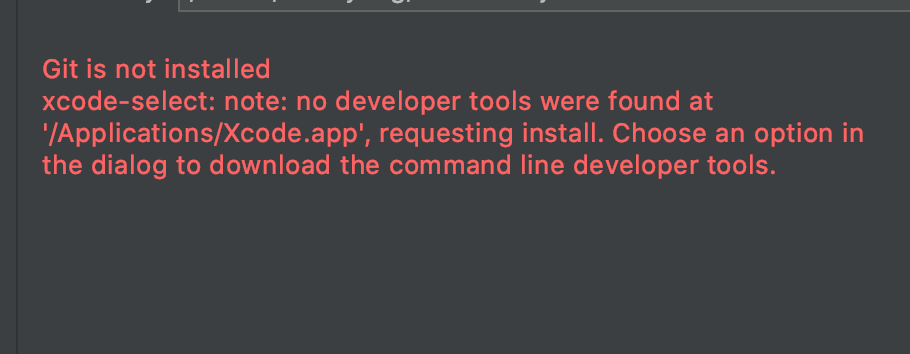 Git is not installed
xcode-select: note: no developer tools were found at
'/Applications/Xcode.app', requesting install. Choose an option in
the dialog to download the command line developer tools.